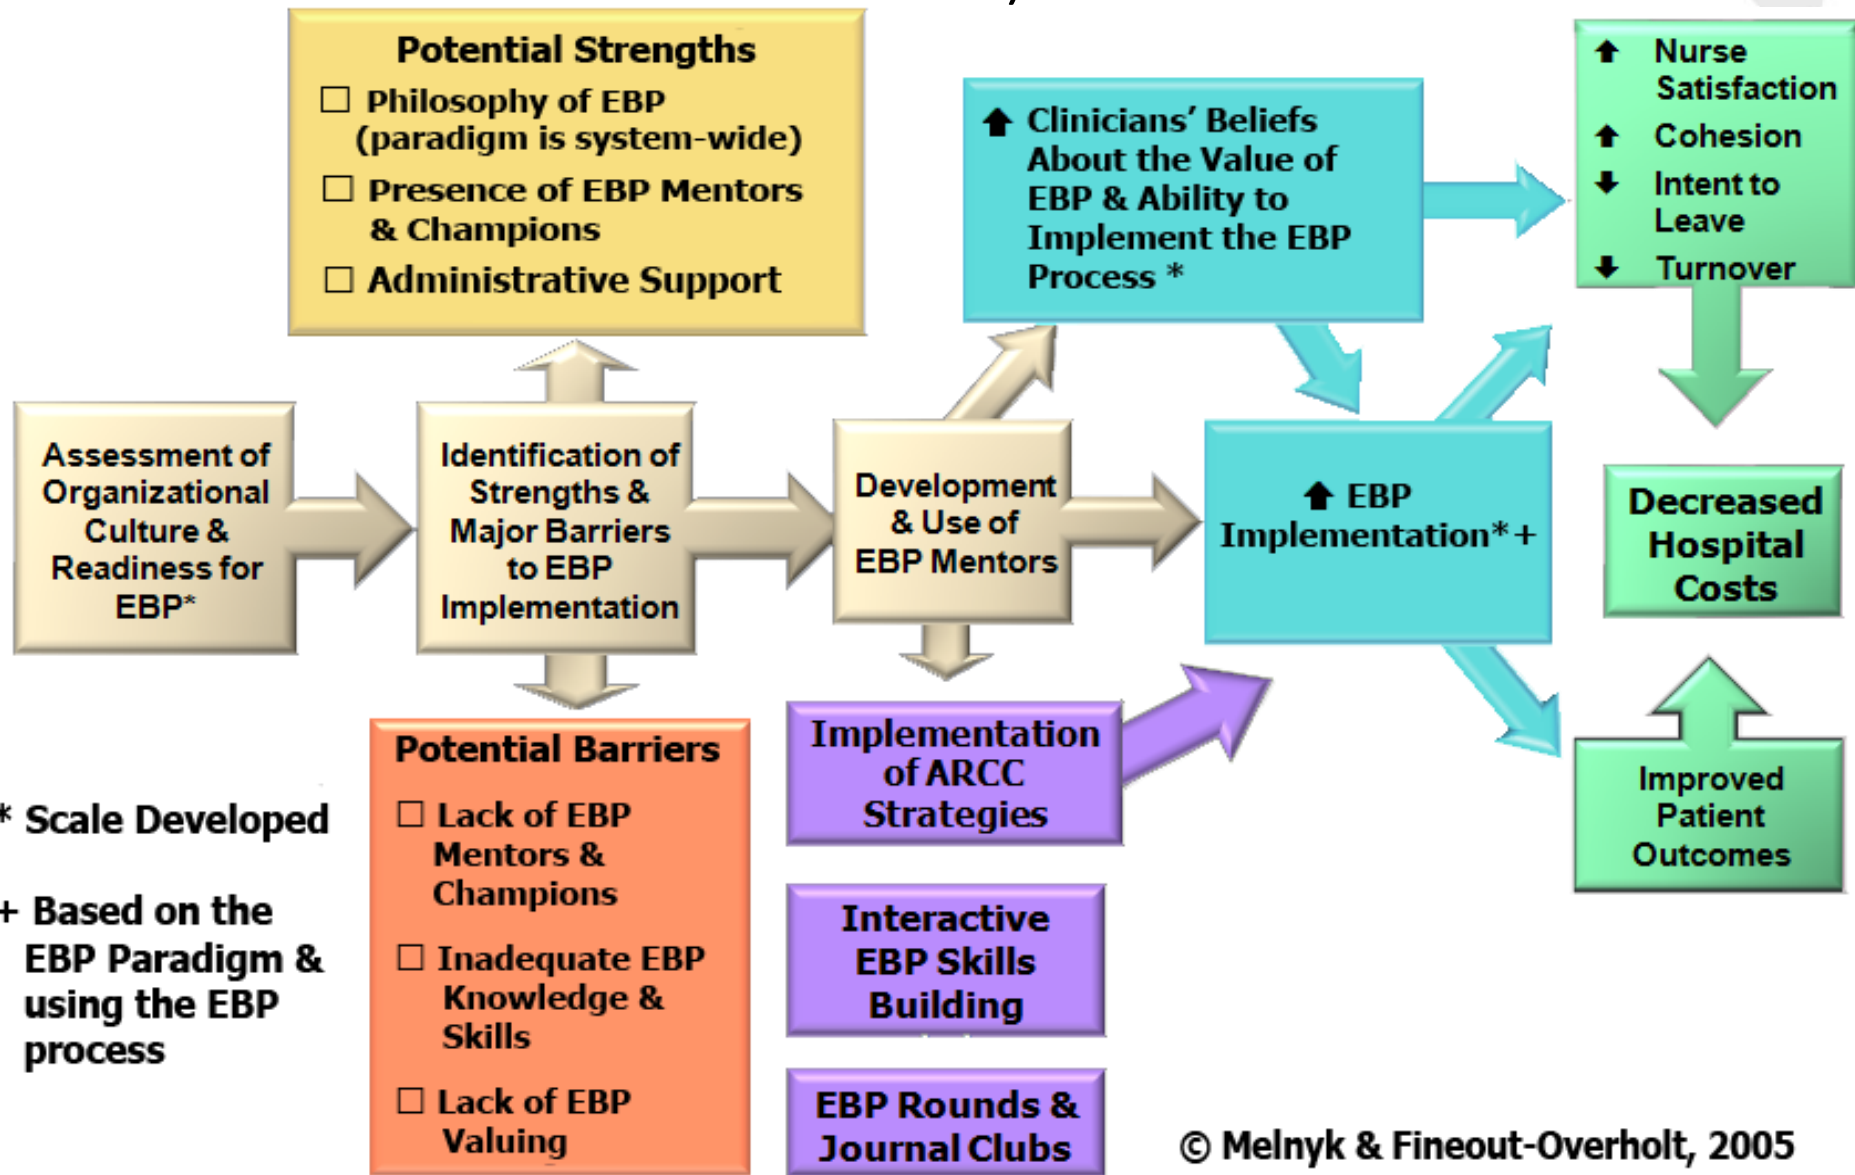 Potential Strengths
☐ Philosophy of EBP
(paradigm is system-wide)
☐ Presence of EBP Mentors
& Champions
☐ Administrative Support
⬆ Clinicians’ Beliefs
About the Value of
EBP & Ability to
Implement the EBP
Process *
⬆ Nurse
Satisfaction
⬆ Cohesion
⬇ Intent to
Leave
⬇ Turnover
Assessment of
Organizational
Culture &
Readiness for
EBP*
Identification of
Strengths &
Major Barriers
to EBP
Implementation
Development
& Use of
EBP Mentors
⬆ EBP
Implementation*+
Decreased
Hospital
Costs
Potential Barriers
☐ Lack of EBP
Mentors &
Champions
☐ Inadequate EBP
Knowledge &
Skills
☐ Lack of EBP
Valuing
Implementation
of ARCC
Strategies
Interactive
EBP Skills
Building
EBP Rounds &
Journal Clubs
Improved
Patient
Outcomes
* Scale Developed
+ Based on the
EBP Paradigm &
using the EBP
process
© Melnyk & Fineout-Overholt, 2005